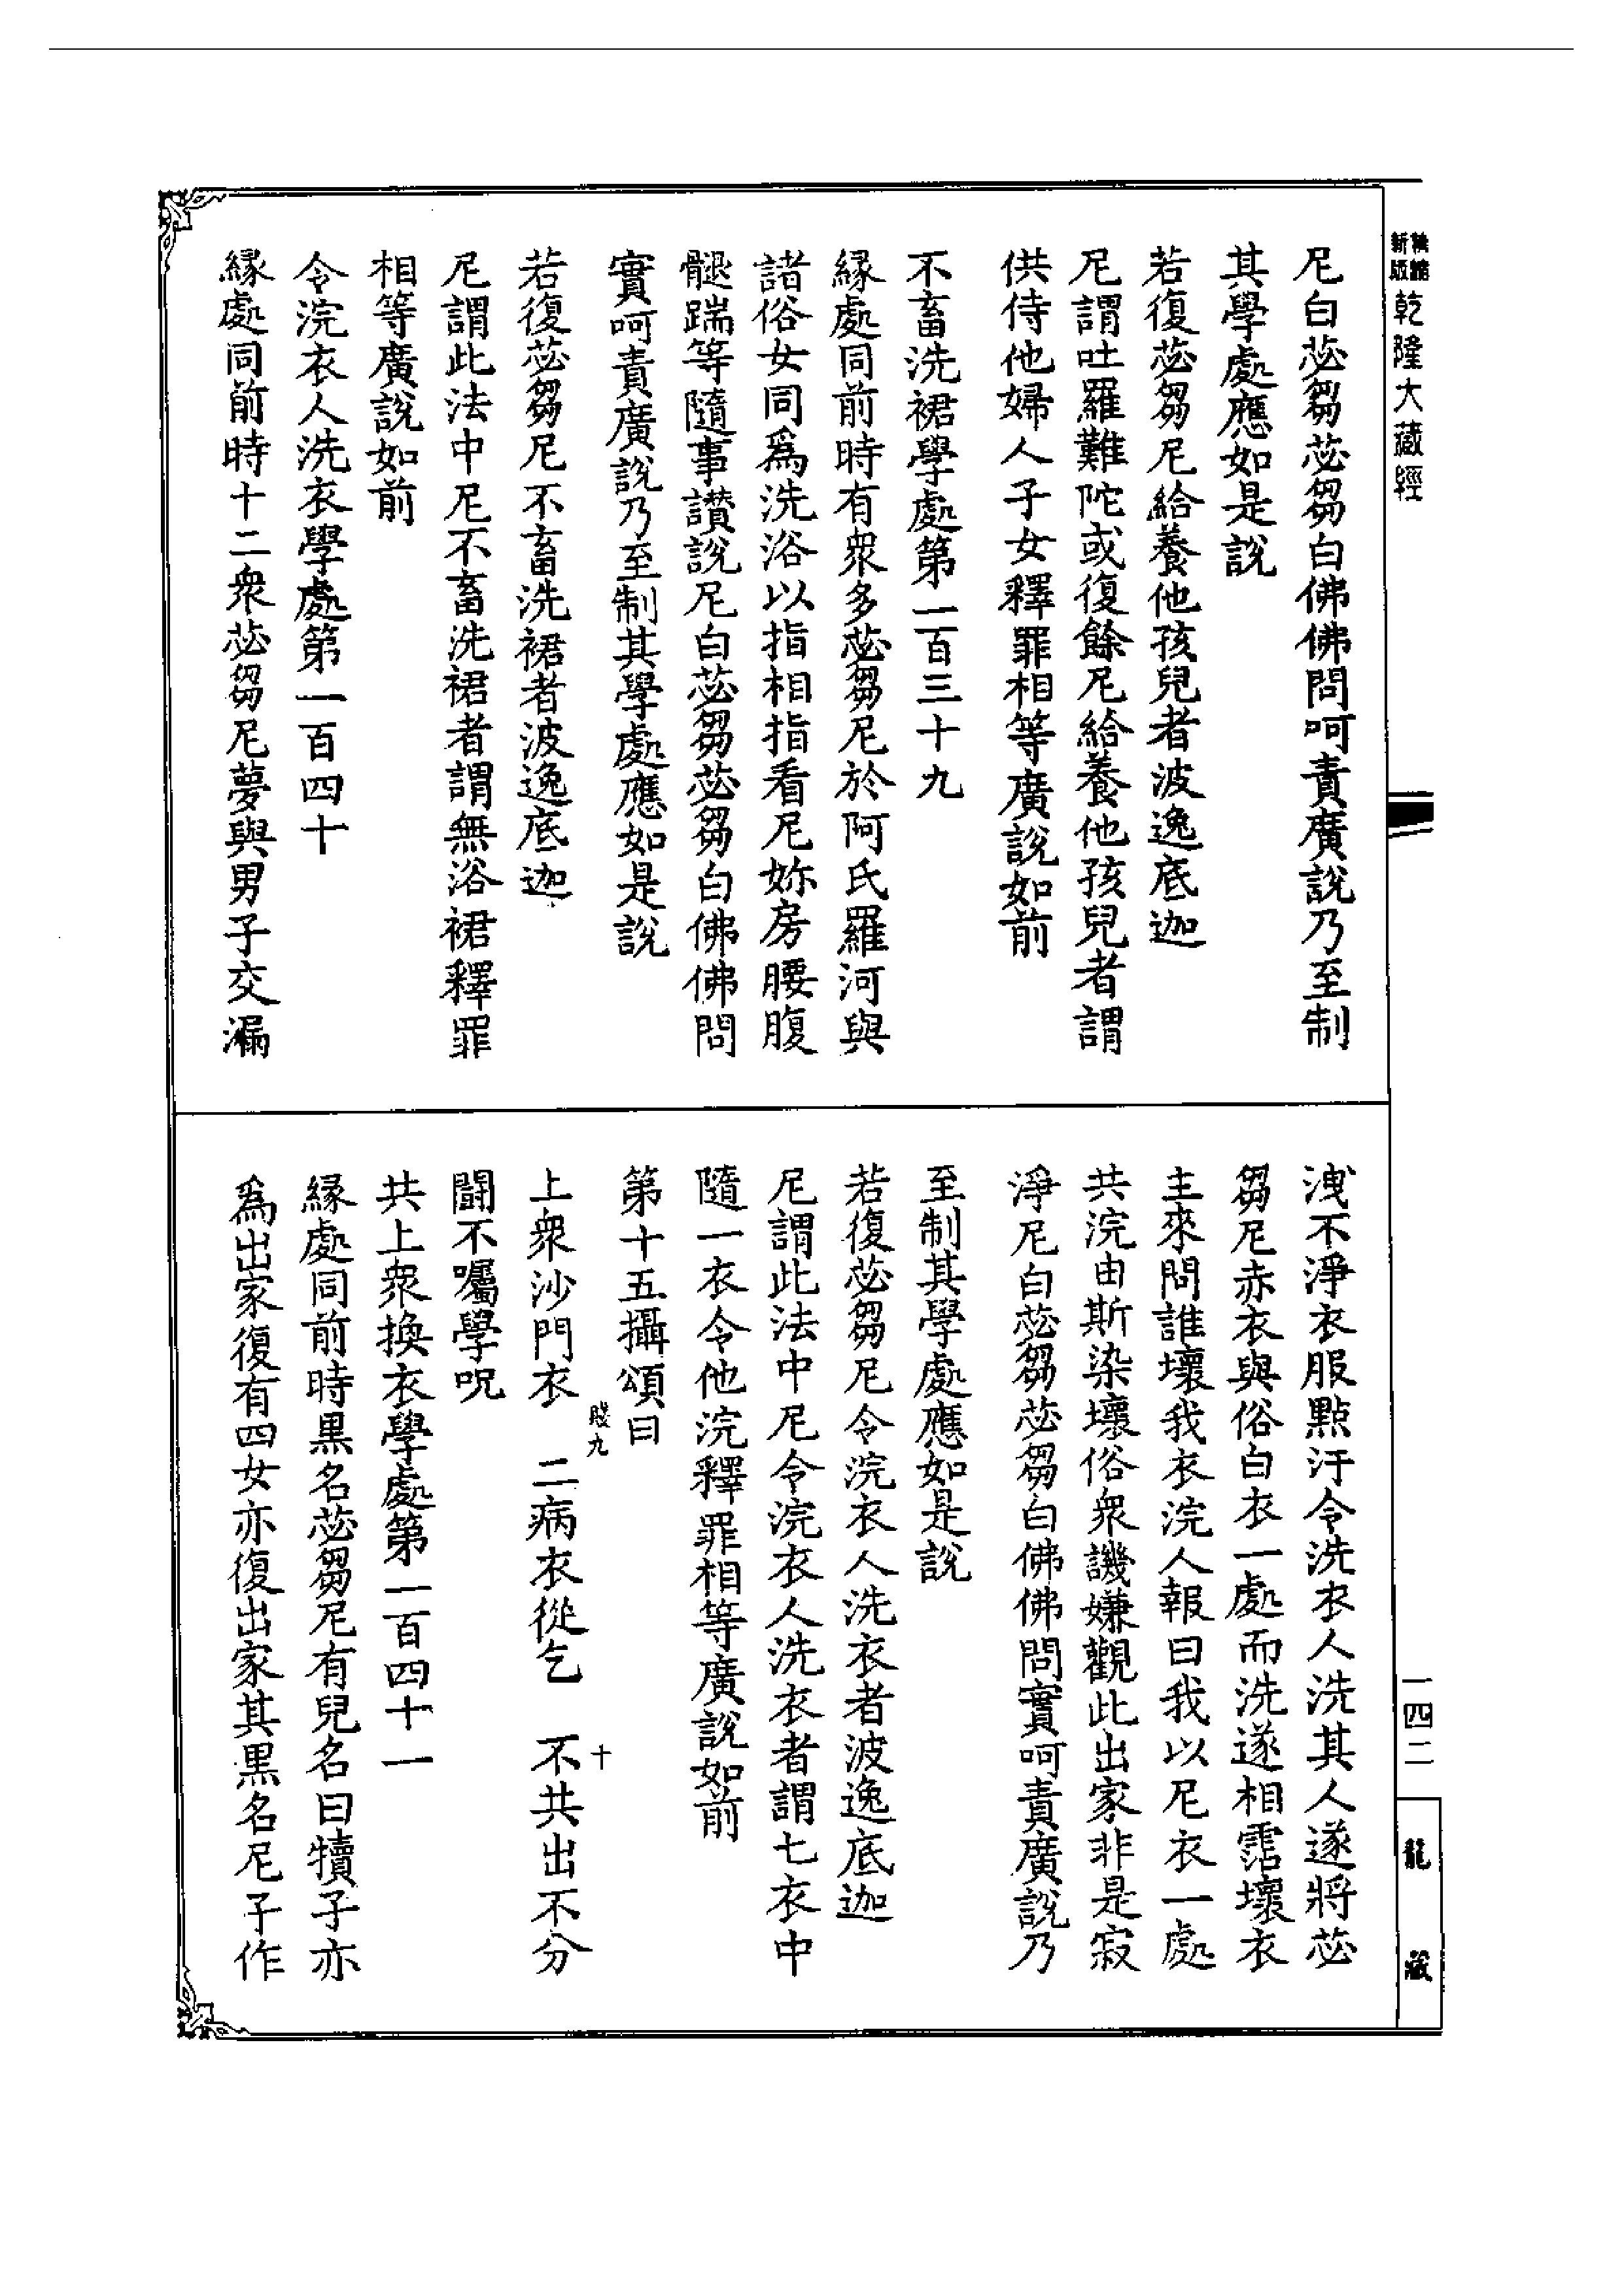 新編縮版 乾隆大藏經
尼白苾芻苾芻白佛佛問呵責廣說乃至制
其學處應如是說
若復苾芻尼給養他孩兒者波逸底迦
尼謂吐羅難陀或復餘尼給養他孩兒者謂
供侍他婦人子女釋罪相等廣說如前
不畜洗裙學處第一百三十九
緣處同前時有衆多苾芻尼於阿氏羅河與
諸俗女同爲洗浴以指相指看尼妳房腰腹
腿踹等隨事讚說尼白苾芻苾芻白佛佛問
實呵責廣說乃至制其學處應如是說
若復苾芻尼不畜洗裙者波逸底迦
尼謂此法中尼不畜洗裙者謂無浴裙釋罪
相等廣說如前
令浣衣人洗衣學處第一百四十
緣處同前時十二衆苾芻尼夢與男子交漏
洩不淨衣服點汙令洗衣人洗其人遂將苾
芻尼赤衣與俗白衣一處而洗遂相霑壞衣
主來問誰壞我衣浣人報曰我以尼衣一處
共浣由斯染壞俗衆譏嫌觀此出家非是寂
淨尼白苾芻苾芻白佛佛問實呵責廣說乃
至制其學處應如是說
若復苾芻尼令浣衣人洗衣者波逸底迦
尼謂此法中尼令浣衣人洗衣者謂七衣中
隨一衣令他浣釋罪相等廣說如前
第十五攝頌曰
上衆沙門衣 二病衣從乞 不共出不分
鬪不囑學呪
共上衆換衣學處第一百四十一
緣處同前時黑名苾芻尼有兒名曰犢子亦
爲出家復有四女亦復出家其黑名尼子作
一四二
龍藏